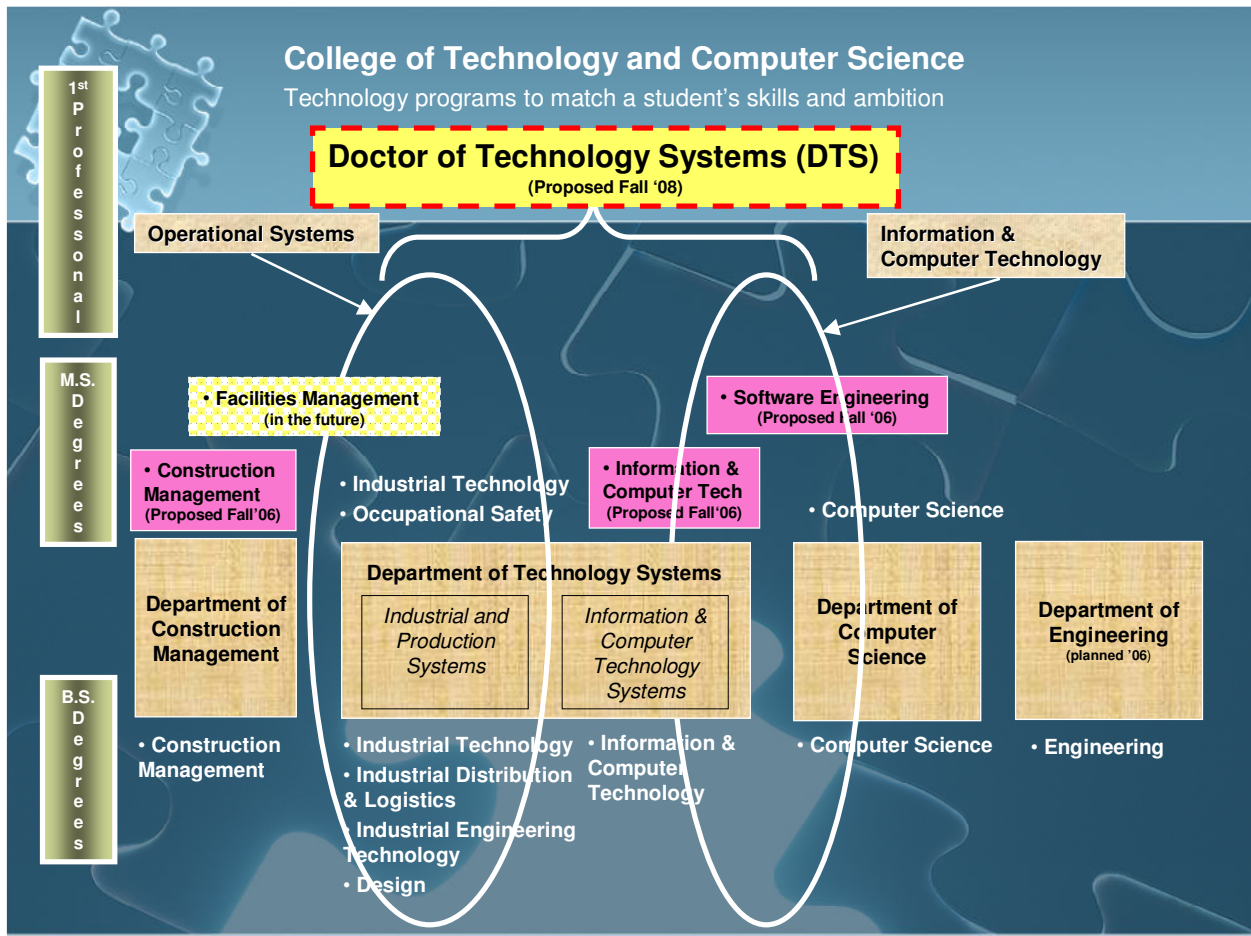 College of Technology and Computer Science
Technology programs to match a student's skills and ambition
1st
P
r
o
f
e
s
s
o
n
a
l
Doctor of Technology Systems (DTS)
(Proposed Fall '08)
Operational Systems
Information &
Computer Technology
M.S.
D
e
g
r
e
e
s
• Facilities Management
(in the future)
• Software Engineering
(Proposed Fall '06)
• Construction
Management
(Proposed Fall'06)
• Industrial Technology
• Occupational Safety
• Information &
Computer Tech
(Proposed Fall'06)
• Computer Science
Department of
Construction
Management
Department of Technology Systems
Industrial and
Production
Systems
Information &
Computer
Technology
Systems
Department of
Computer
Science
Department of
Engineering
(planned '06)
B.S.
D
e
g
r
e
e
s
• Construction
Management
• Industrial Technology
• Industrial Distribution
& Logistics
• Industrial Engineering
Technology
• Design
• Information &
Computer
Technology
• Computer Science
• Engineering